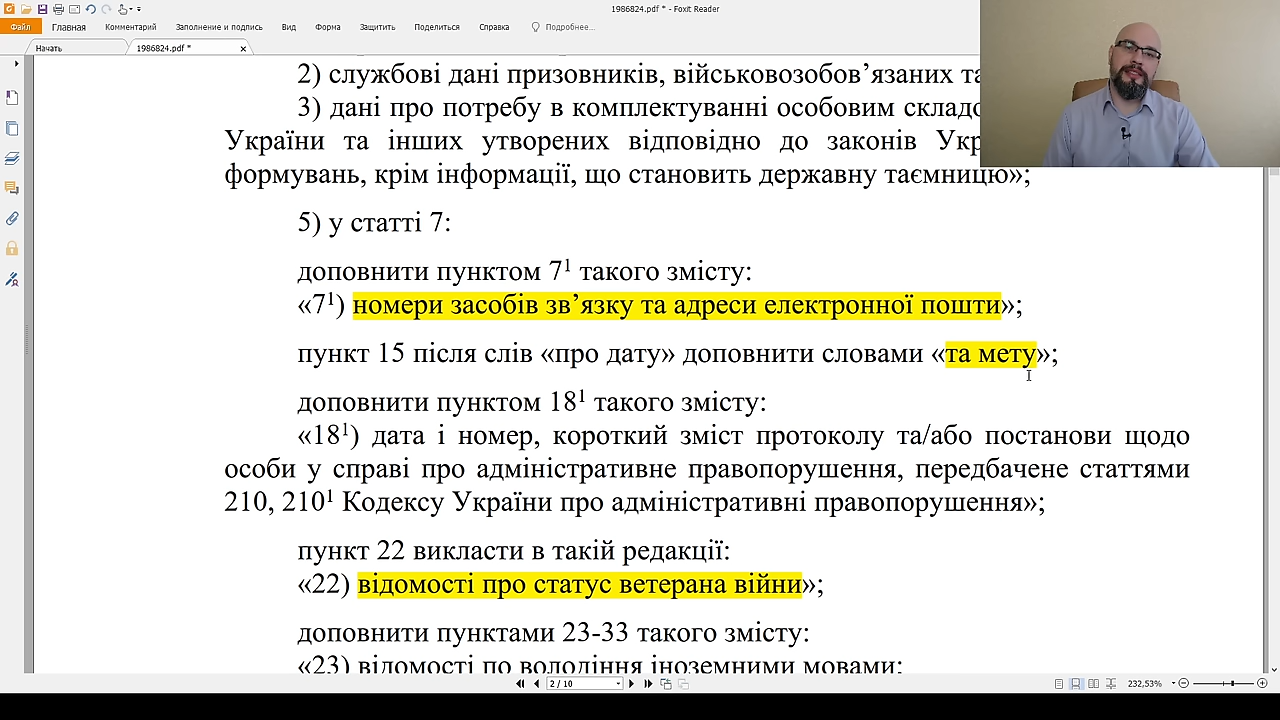 1986824.pdf * - Foxit Reader
Файл Главная Комментарий Заполнение и подпись Вид Форма Защитить Поделиться Справка Подробнее..
Начать 1986824.pdf *
2) службові дані призовників, військовозобов’язаних та
3) дані про потребу в комплектуванні особовим складо
України та інших утворених відповідно до законів Укр
формувань, крім інформації, що становить державну таємницю»;
5) у статті 7:
доповнити пунктом 7¹ такого змісту:
«7¹) номери засобів зв’язку та адреси електронної пошти»;
пункт 15 після слів «про дату» доповнити словами «та мету»;
доповнити пунктом 18¹ такого змісту:
«18¹) дата і номер, короткий зміст протоколу та/або постанови щодо
особи у справі про адміністративне правопорушення, передбачене статтями
210, 210¹ Кодексу України про адміністративні правопорушення»;
пункт 22 викласти в такій редакції:
«22) відомості про статус ветерана війни»;
доповнити пунктами 23-33 такого змісту:
«23) відомості по володіння іноземними мовами;
2 / 10 232,53%